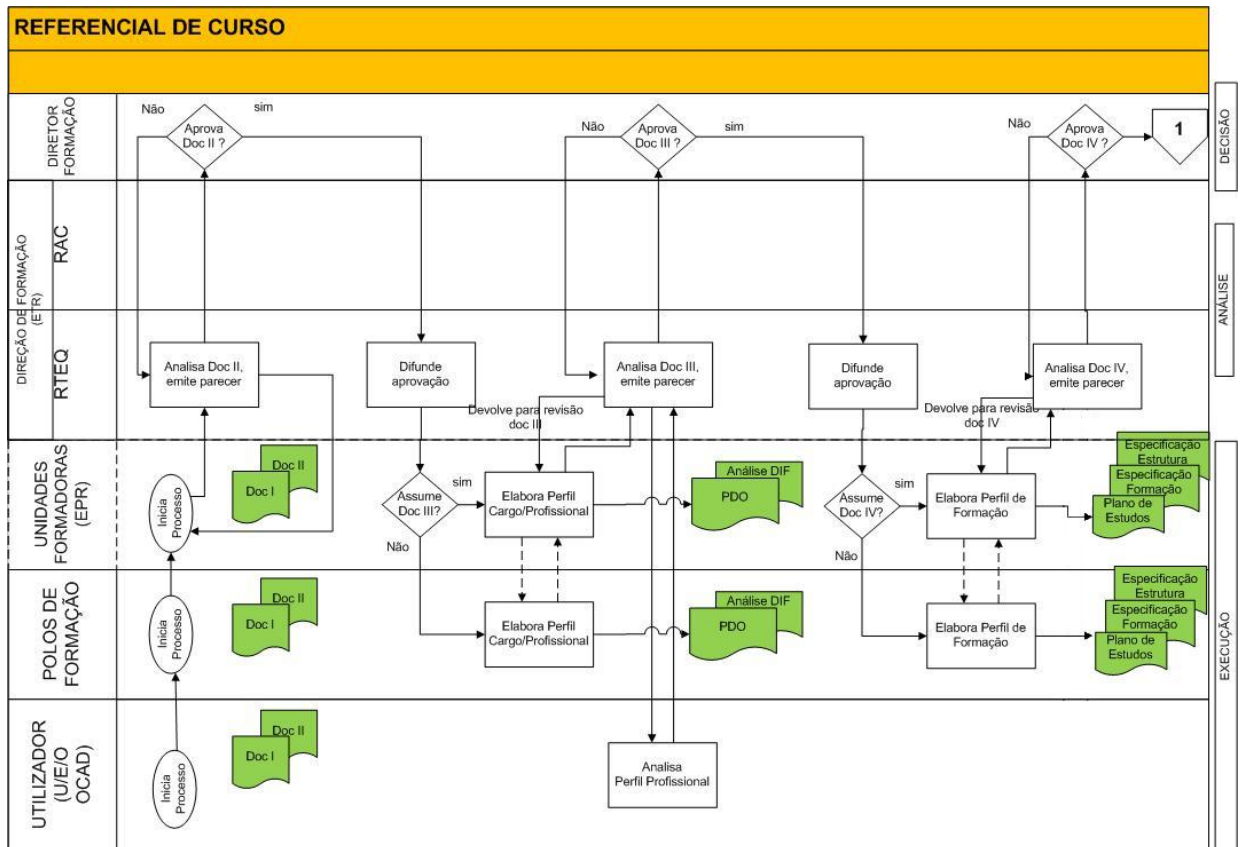 REFERENCIAL DE CURSO
DIRETOR
FORMAÇÃO
Não
Aprova
Doc II ?
sim
Não
Aprova
Doc III ?
sim
Não
Aprova
Doc IV ?
1
DECISÃO
DIREÇÃO DE FORMAÇÃO
(ETR)
RAC
ANÁLISE
RTEQ
Analisa Doc II,
emite parecer
Difunde
aprovação
Analisa Doc III,
emite parecer
Difunde
aprovação
Analisa Doc IV,
emite parecer
Devolve para revisão
doc III
Devolve para revisão
doc IV
UNIDADES
FORMADORAS
(EPR)
Inicia
Processo
Doc II
Doc I
Assume
Doc III?
sim
Não
Elabora Perfil
Cargo/Profissional
Análise DIF
PDO
Assume
Doc IV?
sim
Não
Elabora Perfil de
Formação
Especificação
Estrutura
Especificação
Formação
Plano de
Estudos
EXECUÇÃO
POLOS DE
FORMAÇÃO
Inicia
Processo
Doc II
Doc I
Elabora Perfil
Cargo/Profissional
Análise DIF
PDO
Elabora Perfil de
Formação
Especificação
Estrutura
Especificação
Formação
Plano de
Estudos
UTILIZADOR
(U/E/O
OCAD)
Inicia
Processo
Doc II
Doc I
Analisa
Perfil Profissional